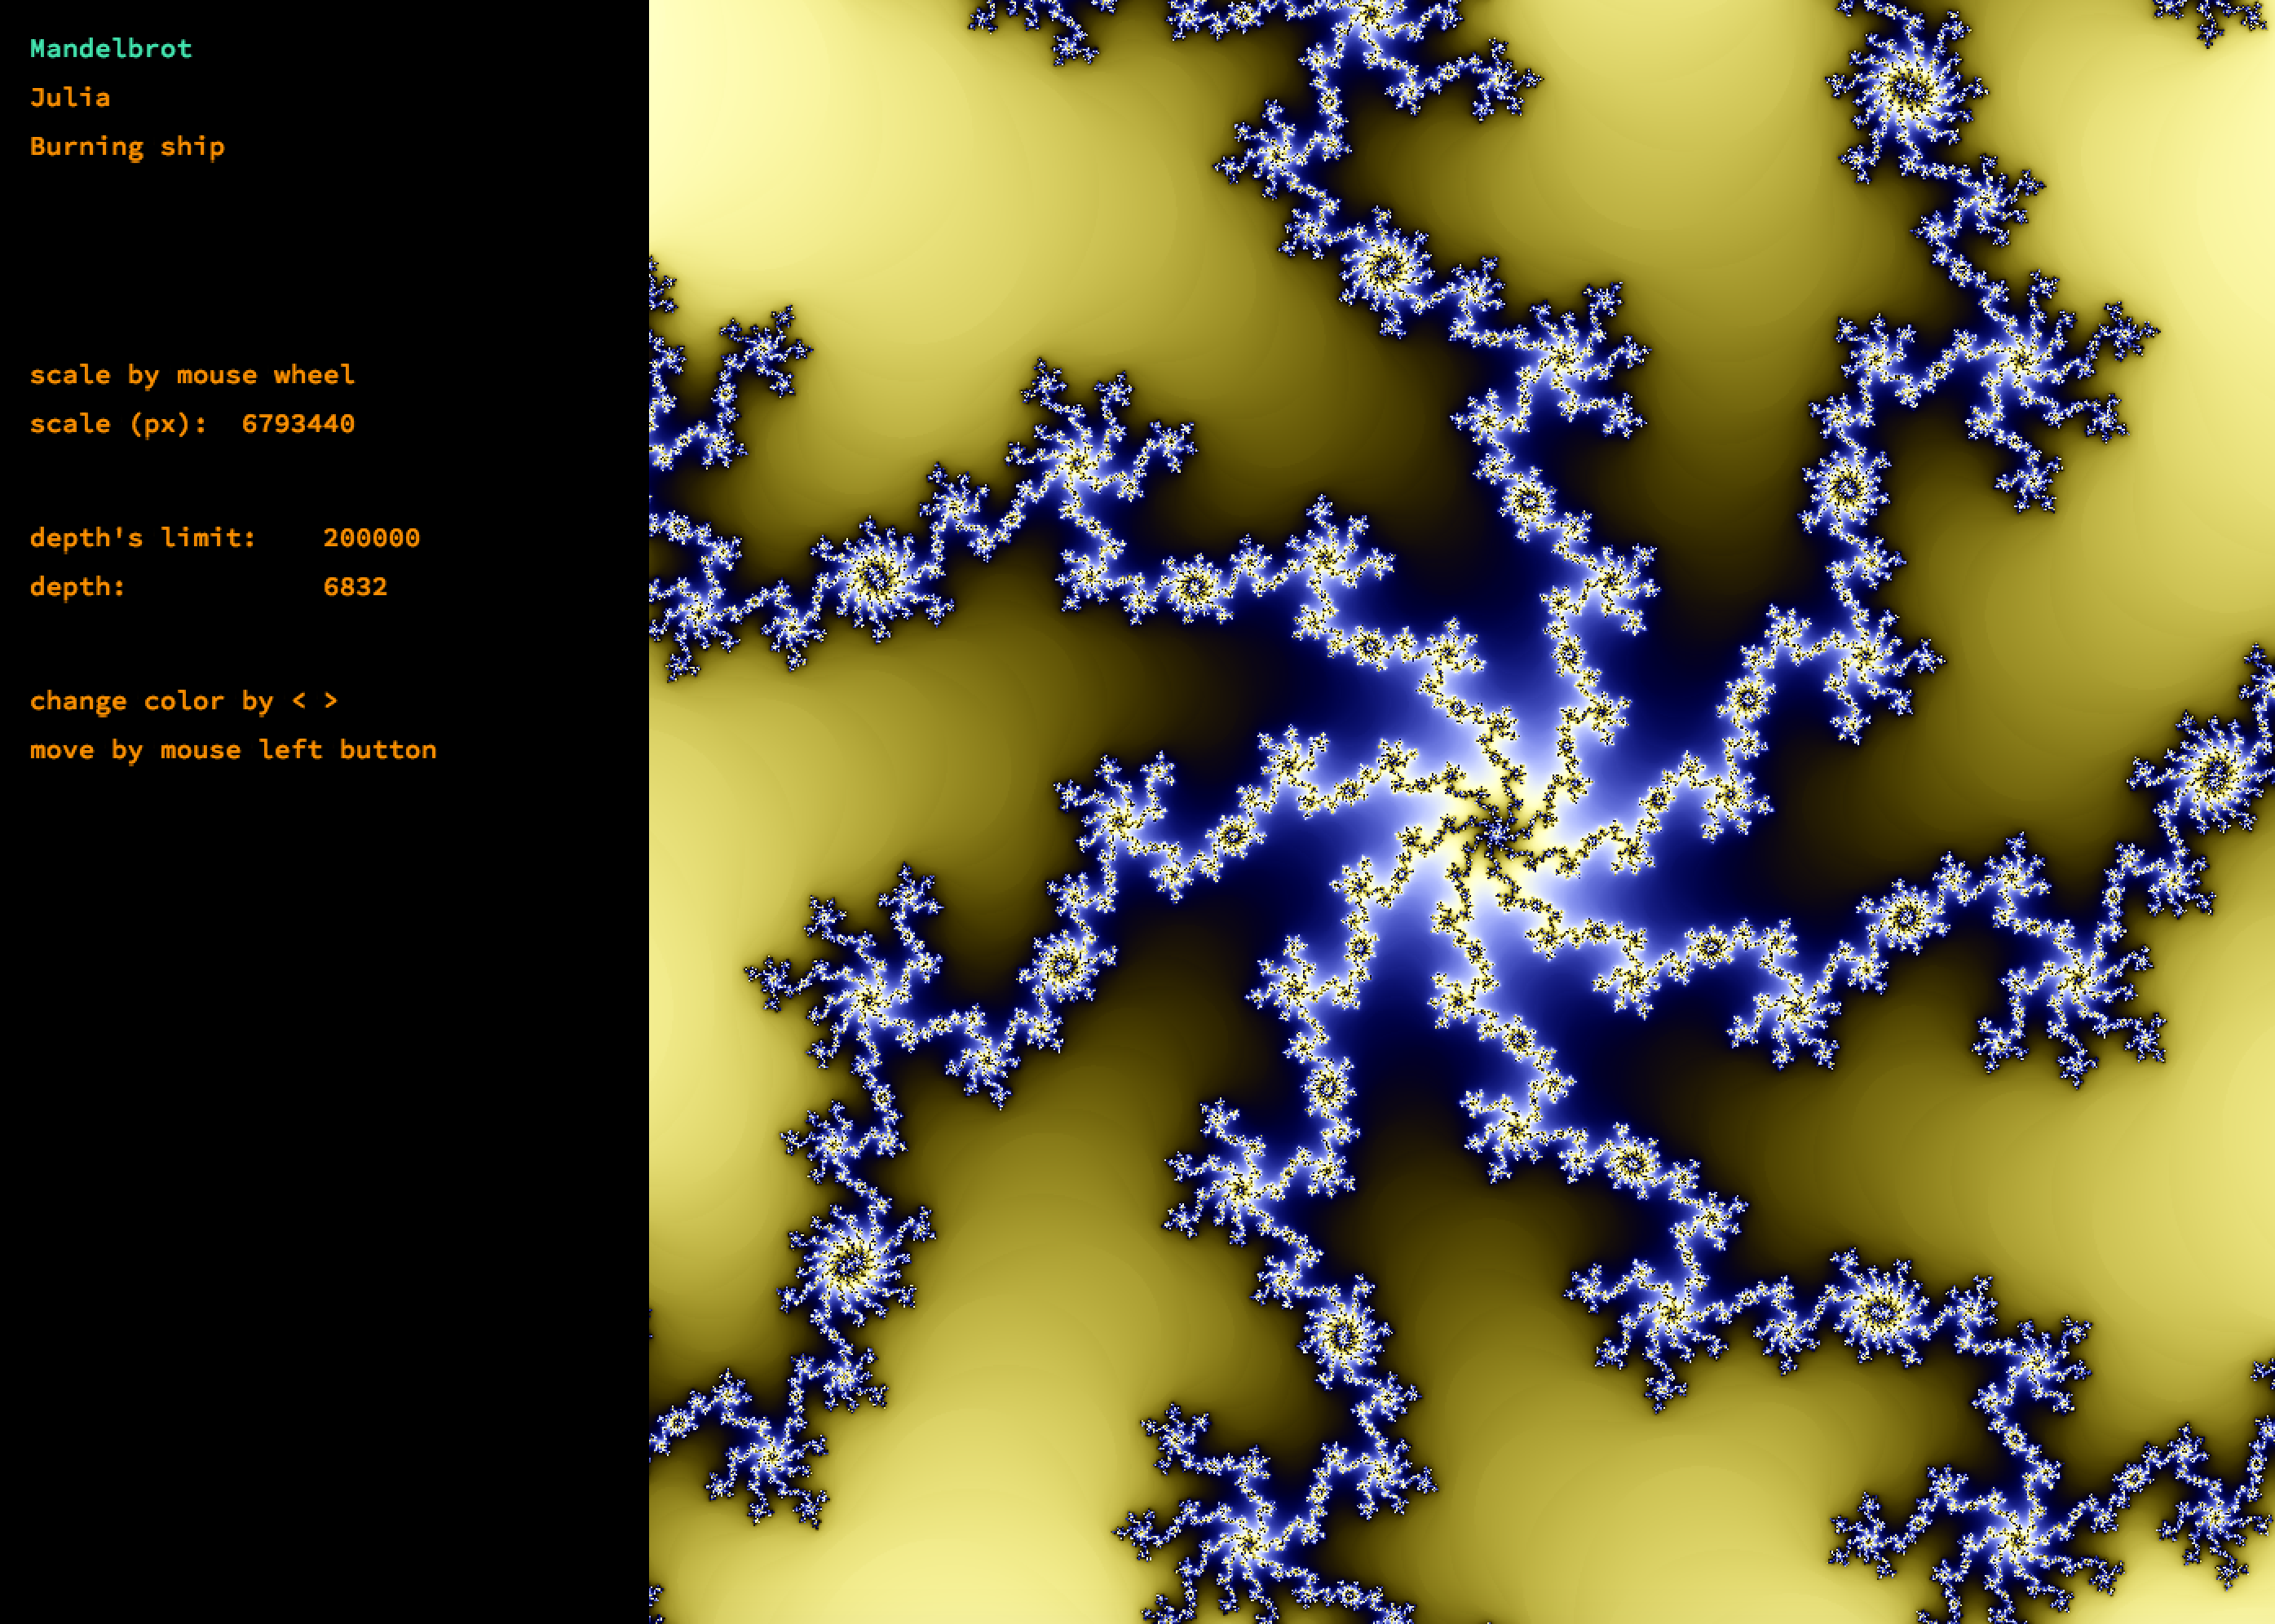 Mandelbrot
Julia
Burning ship
scale by mouse wheel
scale (px):  6793440
depth's limit:    200000
depth:            6832
change color by < >
move by mouse left button